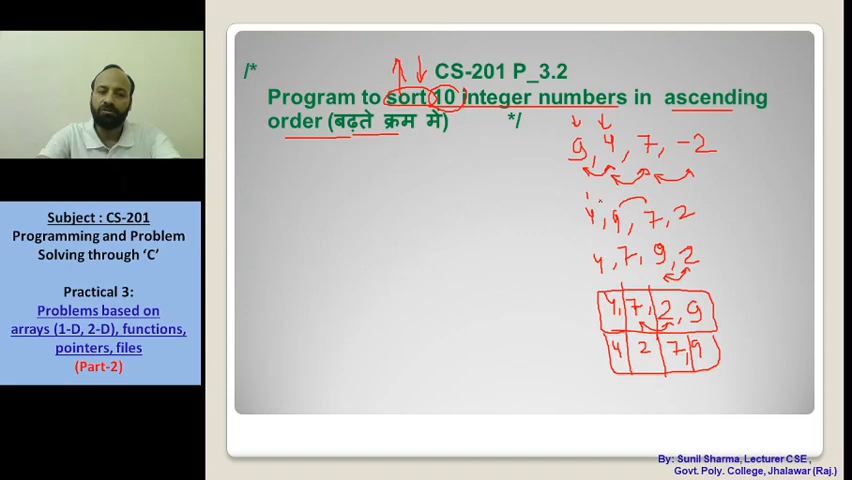 /* CS-201 P_3.2
Program to sort 10 integer numbers in ascending
order (बढ़ते क्रम में) */
9, 4, 7, -2
4, 9, 7, 2
4, 7, 9, 2
4, 7, 2, 9
4 2 7, 9
Subject : CS-201
Programming and Problem
Solving through ‘C’
Practical 3:
Problems based on
arrays (1-D, 2-D), functions,
pointers, files
(Part-2)
By: Sunil Sharma, Lecturer CSE ,
Govt. Poly. College, Jhalawar (Raj.)